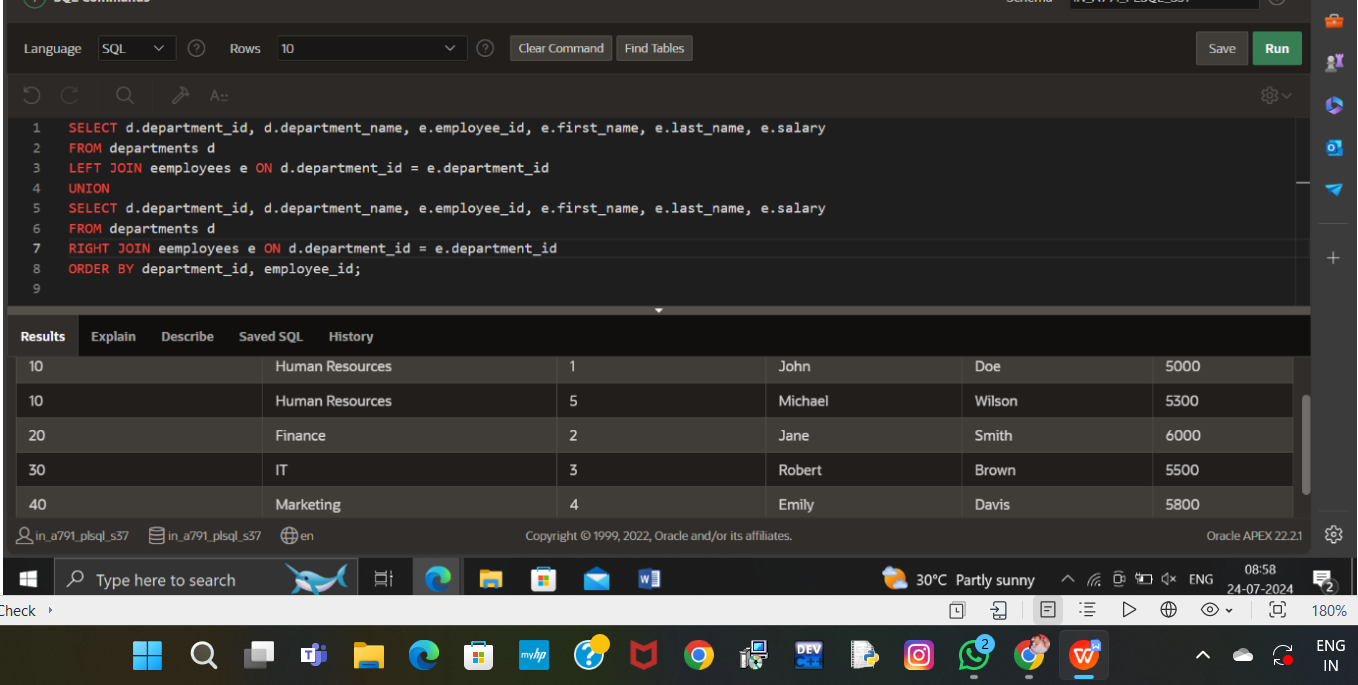 Language SQL Rows 10 Clear Command Find Tables Save Run
1 SELECT d.department_id, d.department_name, e.employee_id, e.first_name, e.last_name, e.salary
2 FROM departments d
3 LEFT JOIN eemployees e ON d.department_id = e.department_id
4 UNION
5 SELECT d.department_id, d.department_name, e.employee_id, e.first_name, e.last_name, e.salary
6 FROM departments d
7 RIGHT JOIN eemployees e ON d.department_id = e.department_id
8 ORDER BY department_id, employee_id;
9
Results Explain Describe Saved SQL History
10 Human Resources 1 John Doe 5000
10 Human Resources 5 Michael Wilson 5300
20 Finance 2 Jane Smith 6000
30 IT 3 Robert Brown 5500
40 Marketing 4 Emily Davis 5800
in_a791_plsql_s37 in_a791_plsql_s37 en Copyright © 1999, 2022, Oracle and/or its affiliates. Oracle APEX 22.2.1
Type here to search 30°C Partly sunny ENG 08:58
24-07-2024 2
Check 180%
myhp DEV C++ 2 ENG
IN